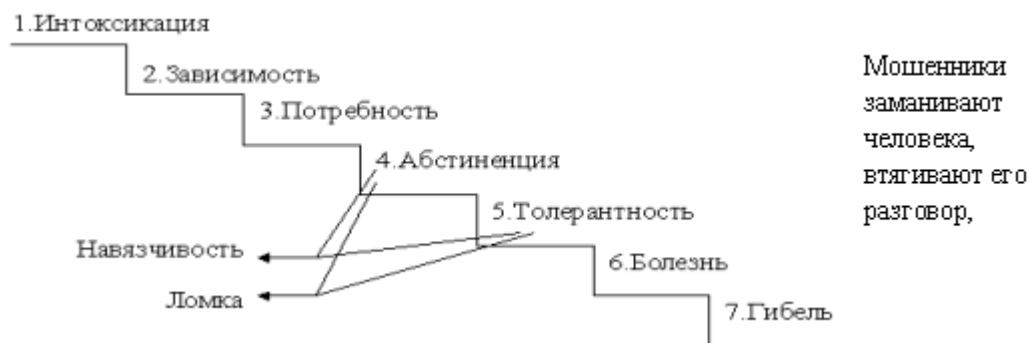 1.Интоксикация
2.Зависимость
3.Потребность
4.Абстиненция
5.Толерантность
Навязчивость
6.Болезнь
Ломка
7.Гибель
Мошенники
заманивают
человека,
втягивают его
разговор,